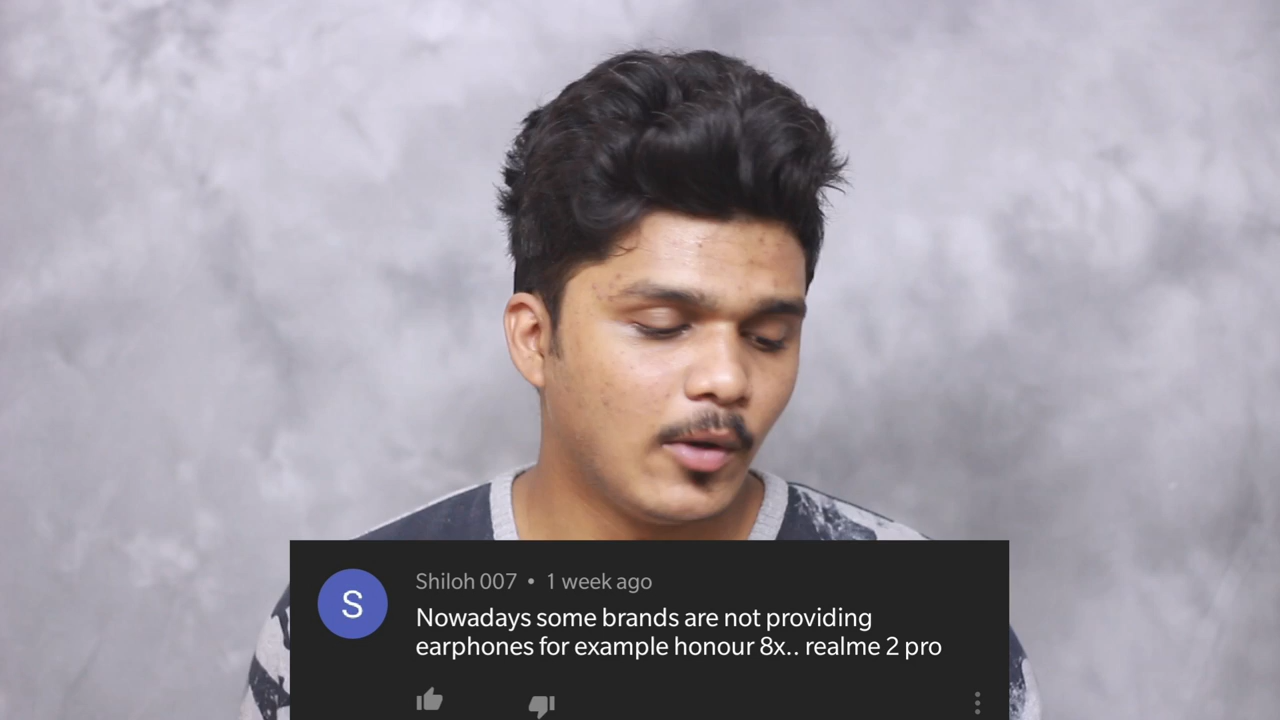 S
Shiloh 007 • 1 week ago
Nowadays some brands are not providing
earphones for example honour 8x.. realme 2 pro